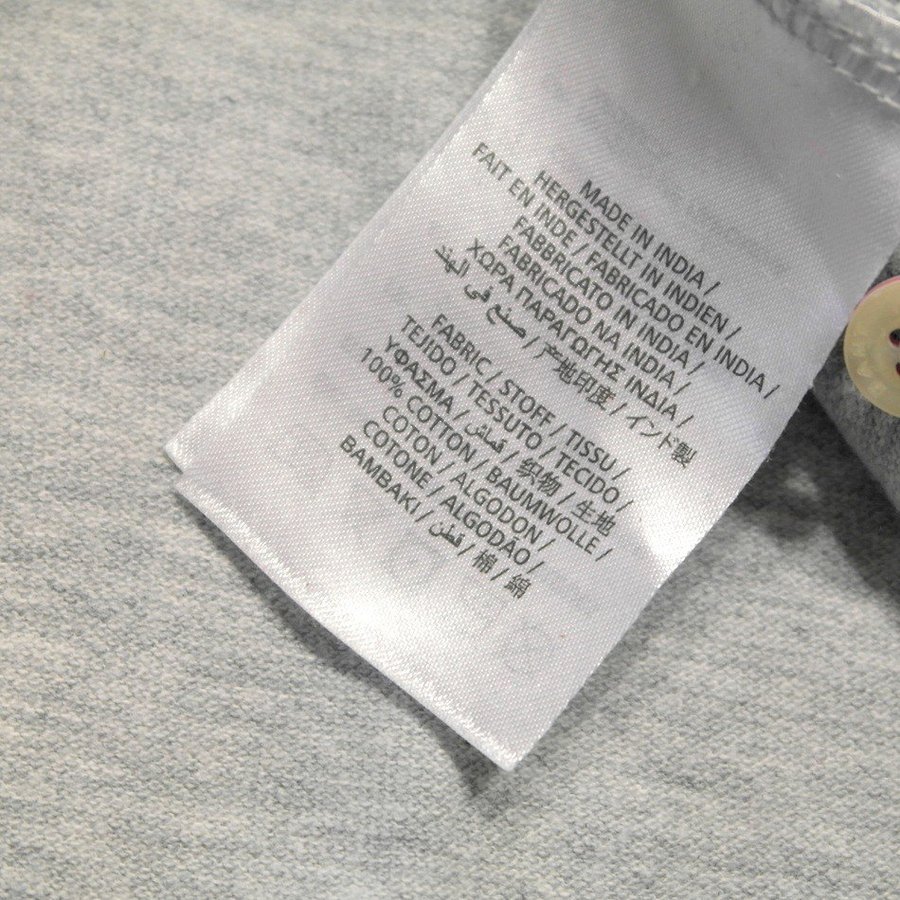 MADE IN INDIA /
HERGESTELLT IN INDIEN /
FAIT EN INDE / FABRICADO EN INDIA /
FABBRICATO IN INDIA /
FABRICADO NA INDIA /
ΧΩΡΑ ΠΑΡΑΓΩΓΗΣ ΙΝΔΙΑ /
صنع في الهند / 产地印度 / インド製
FABRIC / STOFF / TISSU /
TEJIDO / TESSUTO / TECIDO /
ΥΦΑΣΜΑ / قماش / 织物 / 生地
100% COTTON / BAUMWOLLE /
COTON / ALGODON /
COTONE / ALGODAO /
BAMBAKI / قطن / 棉 / 綿